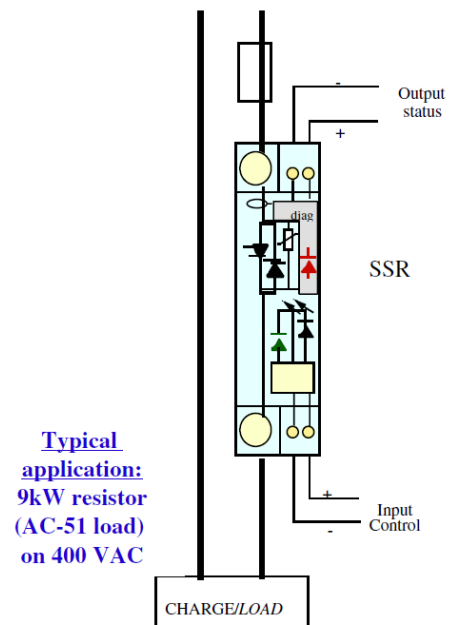 -
Output
status
+
diag
SSR
Typical
application:
9kW resistor
(AC-51 load)
on 400 VAC
+
Input
Control
-
CHARGE/LOAD